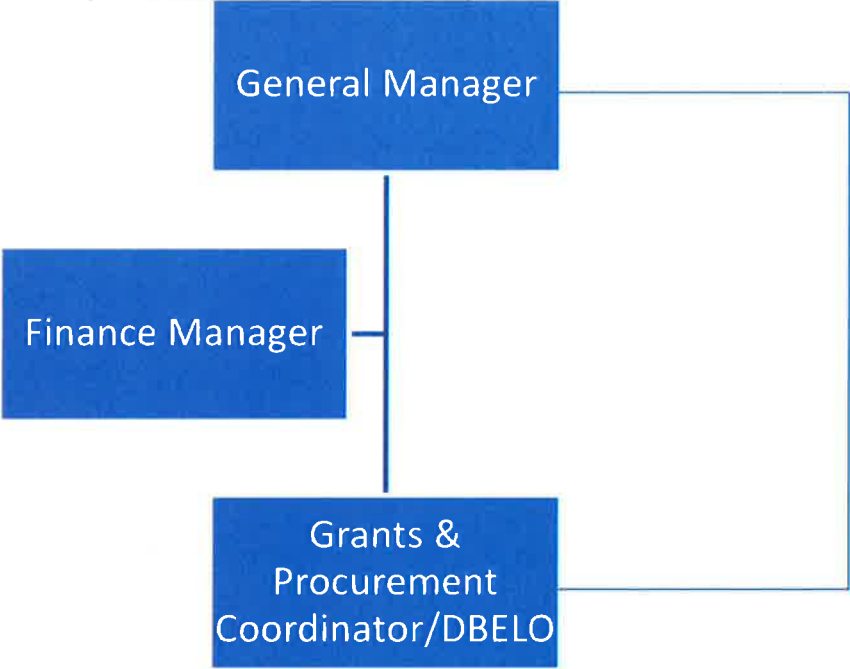 General Manager
Finance Manager
Grants &
Procurement
Coordinator/DBELO